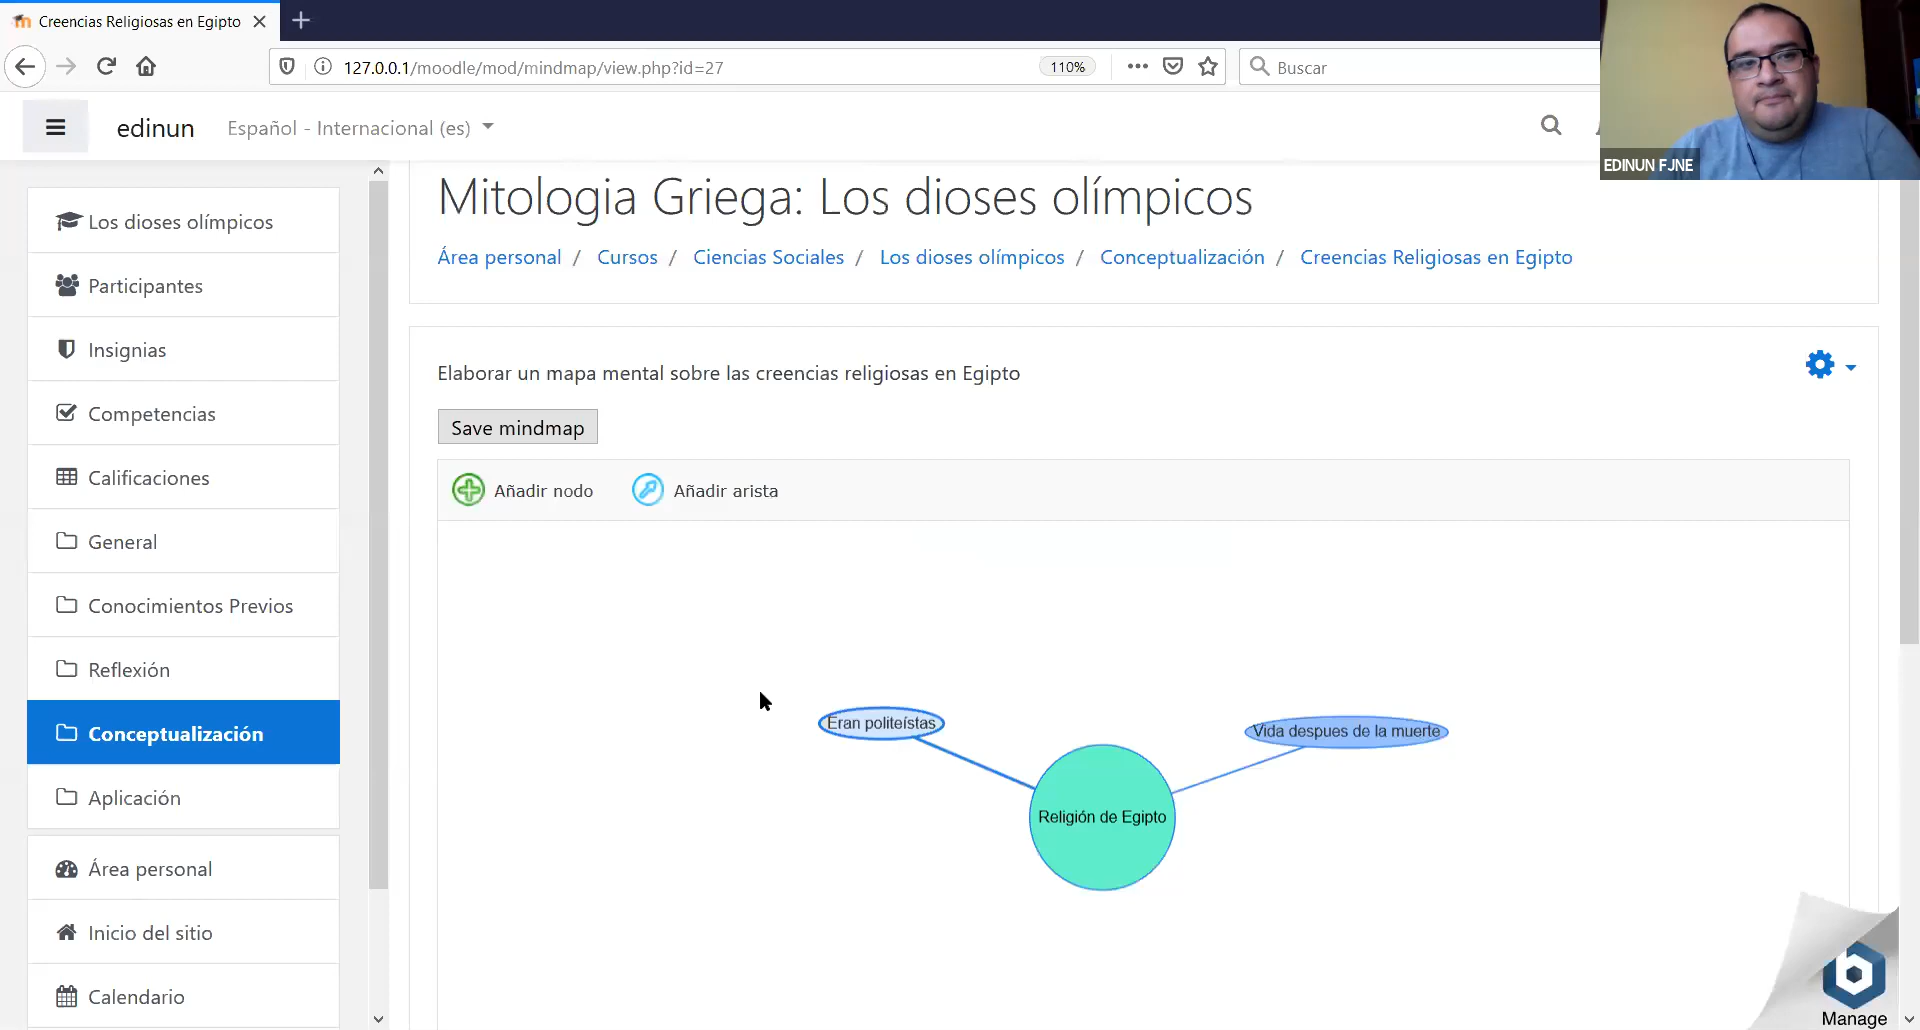 Creencias Religiosas en Egipto
127.0.0.1/moodle/mod/mindmap/view.php?id=27
110%
Buscar
edinun
Español - Internacional (es)
EDINUN FJNE
Los dioses olímpicos
Participantes
Insignias
Competencias
Calificaciones
General
Conocimientos Previos
Reflexión
Conceptualización
Aplicación
Área personal
Inicio del sitio
Calendario
Mitologia Griega: Los dioses olímpicos
Área personal / Cursos / Ciencias Sociales / Los dioses olímpicos / Conceptualización / Creencias Religiosas en Egipto
Elaborar un mapa mental sobre las creencias religiosas en Egipto
Save mindmap
Añadir nodo
Añadir arista
Eran politeístas
Vida despues de la muerte
Religión de Egipto
Manage